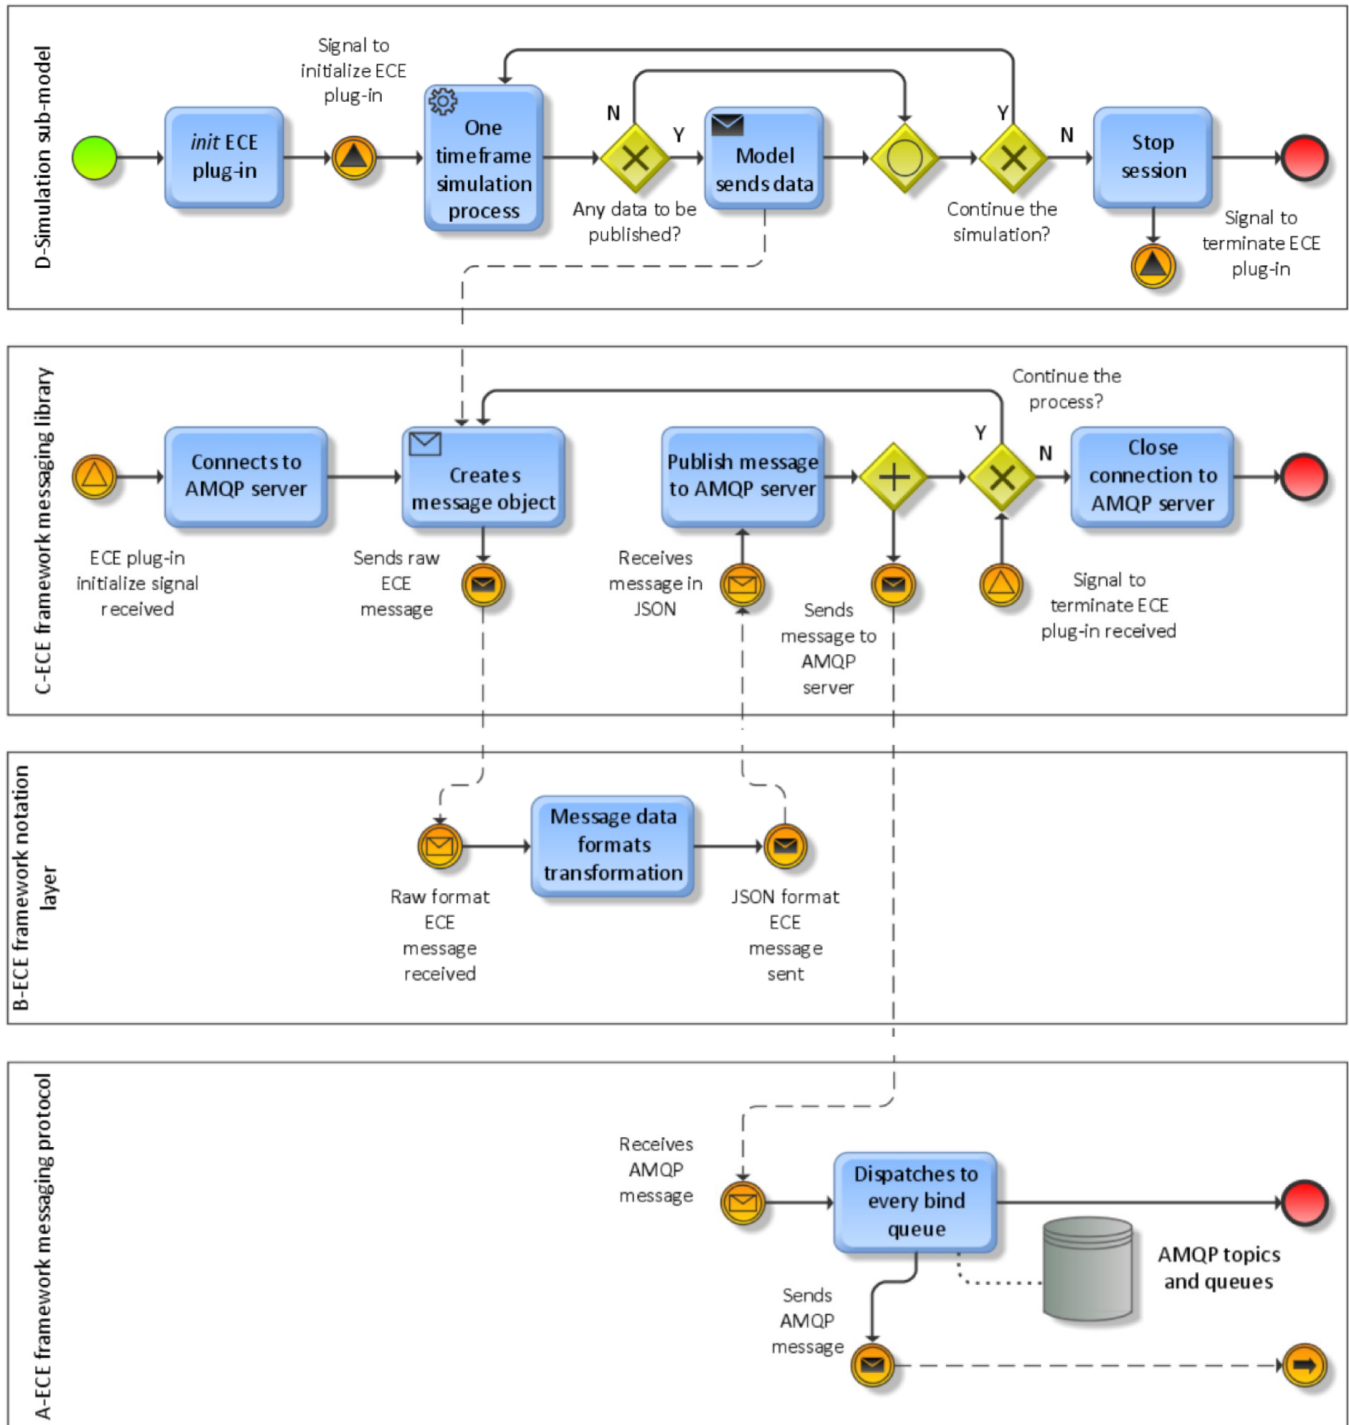 D-Simulation sub-model
Signal to
initialize ECE
plug-in
init ECE
plug-in
One
timeframe
simulation
process
N
Y
Any data to be
published?
Model
sends data
Y
N
Continue the
simulation?
Stop
session
Signal to
terminate ECE
plug-in
C-ECE framework messaging library
ECE plug-in
initialize signal
received
Connects to
AMQP server
Creates
message object
Sends raw
ECE
message
Publish message
to AMQP server
Receives
message in
JSON
Sends
message to
AMQP
server
Continue the
process?
Y
N
Signal to
terminate ECE
plug-in received
Close
connection to
AMQP server
B-ECE framework notation
layer
Raw format
ECE
message
received
Message data
formats
transformation
JSON format
ECE
message
sent
A-ECE framework messaging protocol
Receives
AMQP
message
Dispatches to
every bind
queue
Sends
AMQP
message
AMQP topics
and queues